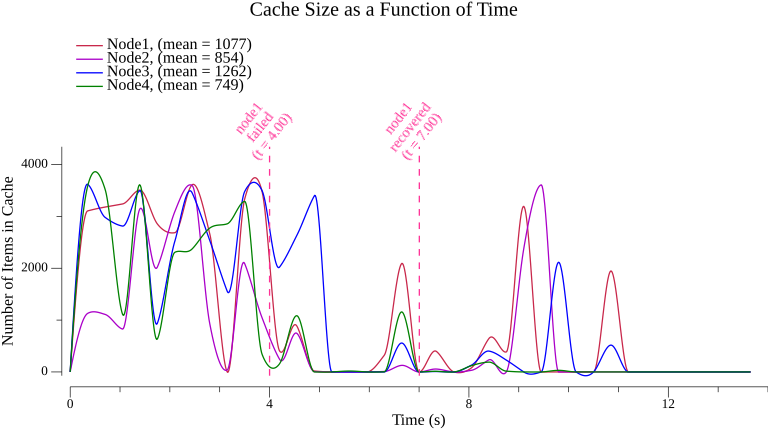 Cache Size as a Function of Time
Node1, (mean = 1077)
Node2, (mean = 854)
Node3, (mean = 1262)
Node4, (mean = 749)
node1
failed
(t = 4.00)
node1
recovered
(t = 7.00)
Number of Items in Cache
4000
2000
0
0 4 8 12
Time (s)